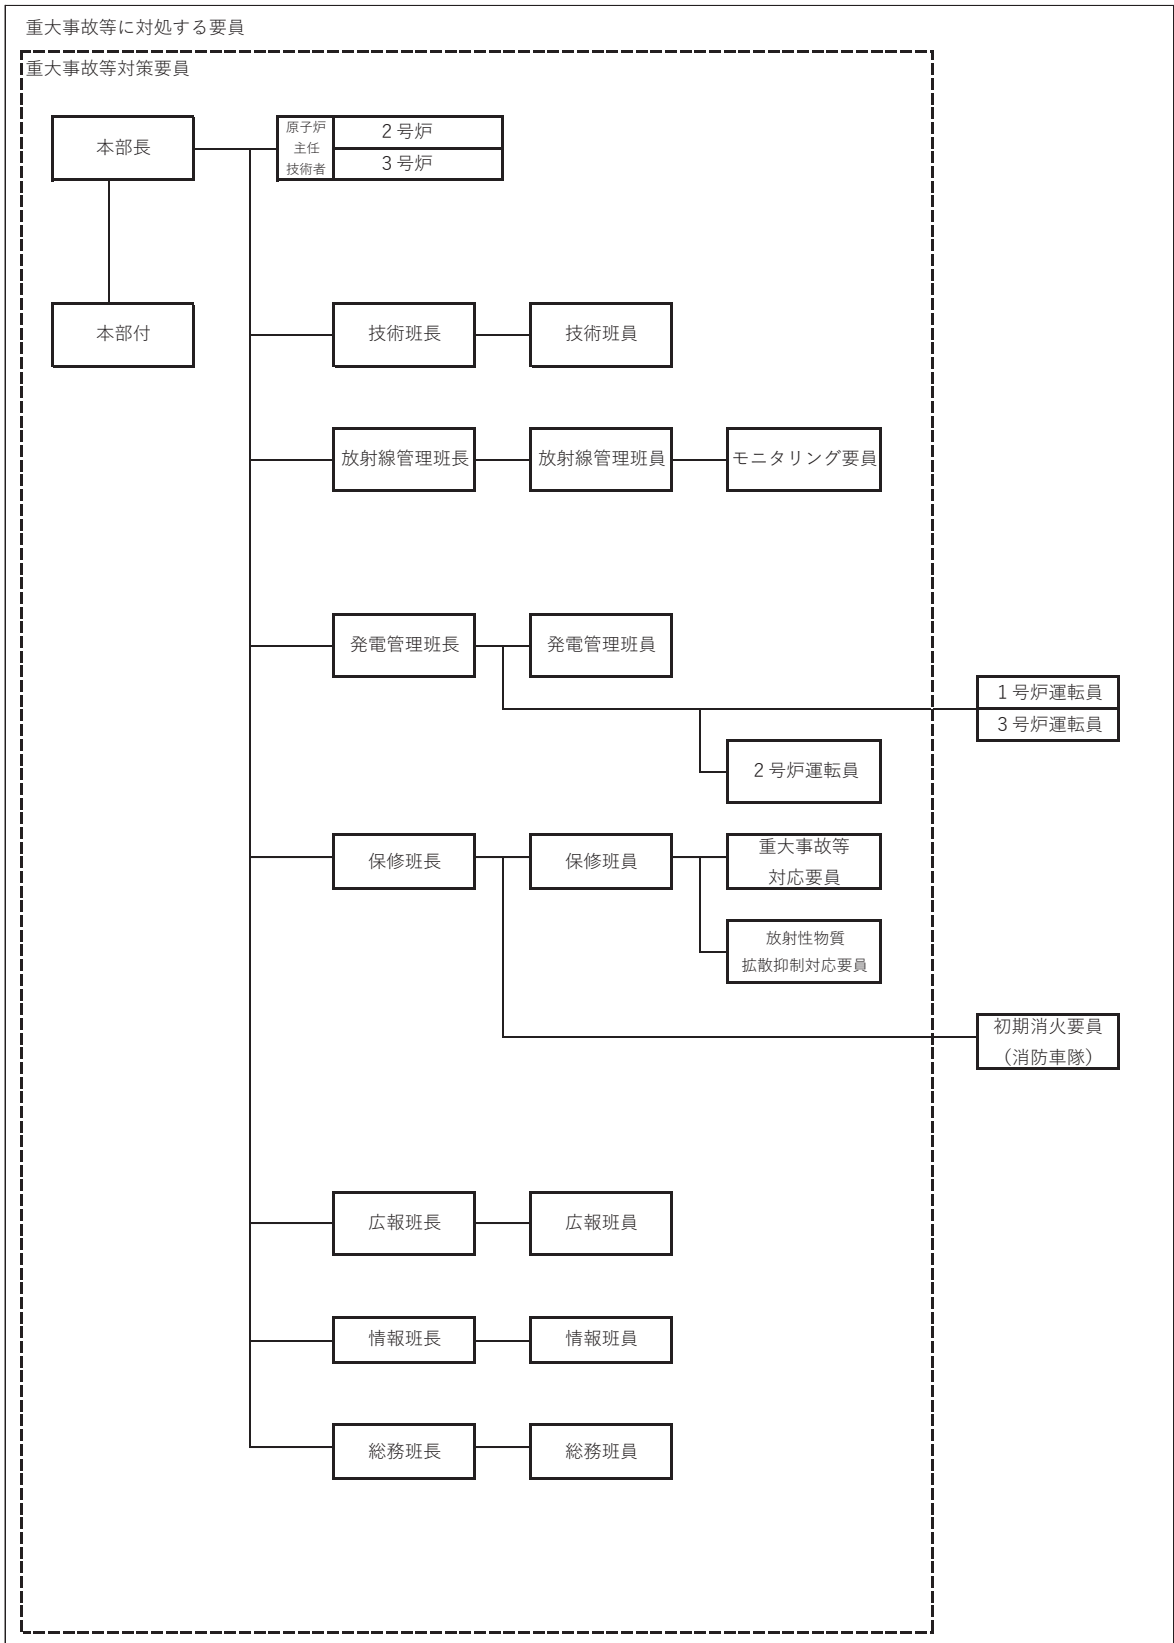 重大事故等に対処する要員
重大事故等対策要員
本部長
原子炉
主任
技術者
２号炉
３号炉
本部付
技術班長
技術班員
放射線管理班長
放射線管理班員
モニタリング要員
発電管理班長
発電管理班員
１号炉運転員
３号炉運転員
２号炉運転員
保修班長
保修班員
重大事故等
対応要員
放射性物質
拡散抑制対応要員
初期消火要員
（消防車隊）
広報班長
広報班員
情報班長
情報班員
総務班長
総務班員